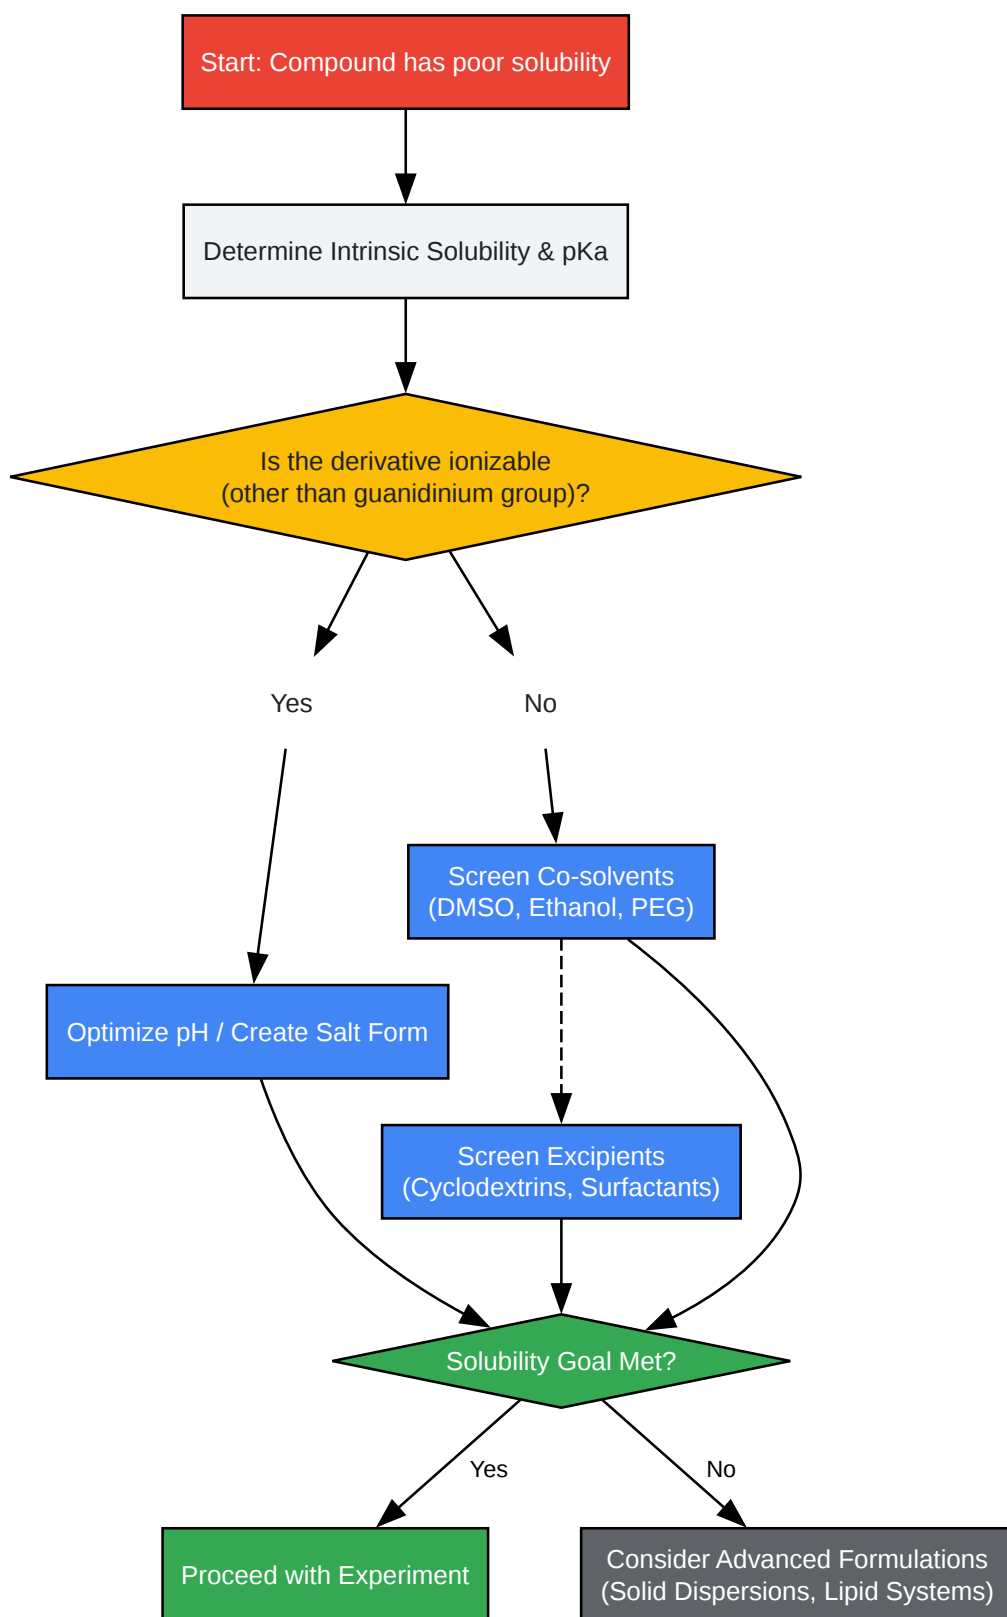 Start: Compound has poor solubility
Determine Intrinsic Solubility & pKa
Is the derivative ionizable
(other than guanidinium group)?
Yes
No
Screen Co-solvents
(DMSO, Ethanol, PEG)
Optimize pH / Create Salt Form
Screen Excipients
(Cyclodextrins, Surfactants)
Solubility Goal Met?
Yes
No
Proceed with Experiment
Consider Advanced Formulations
(Solid Dispersions, Lipid Systems)